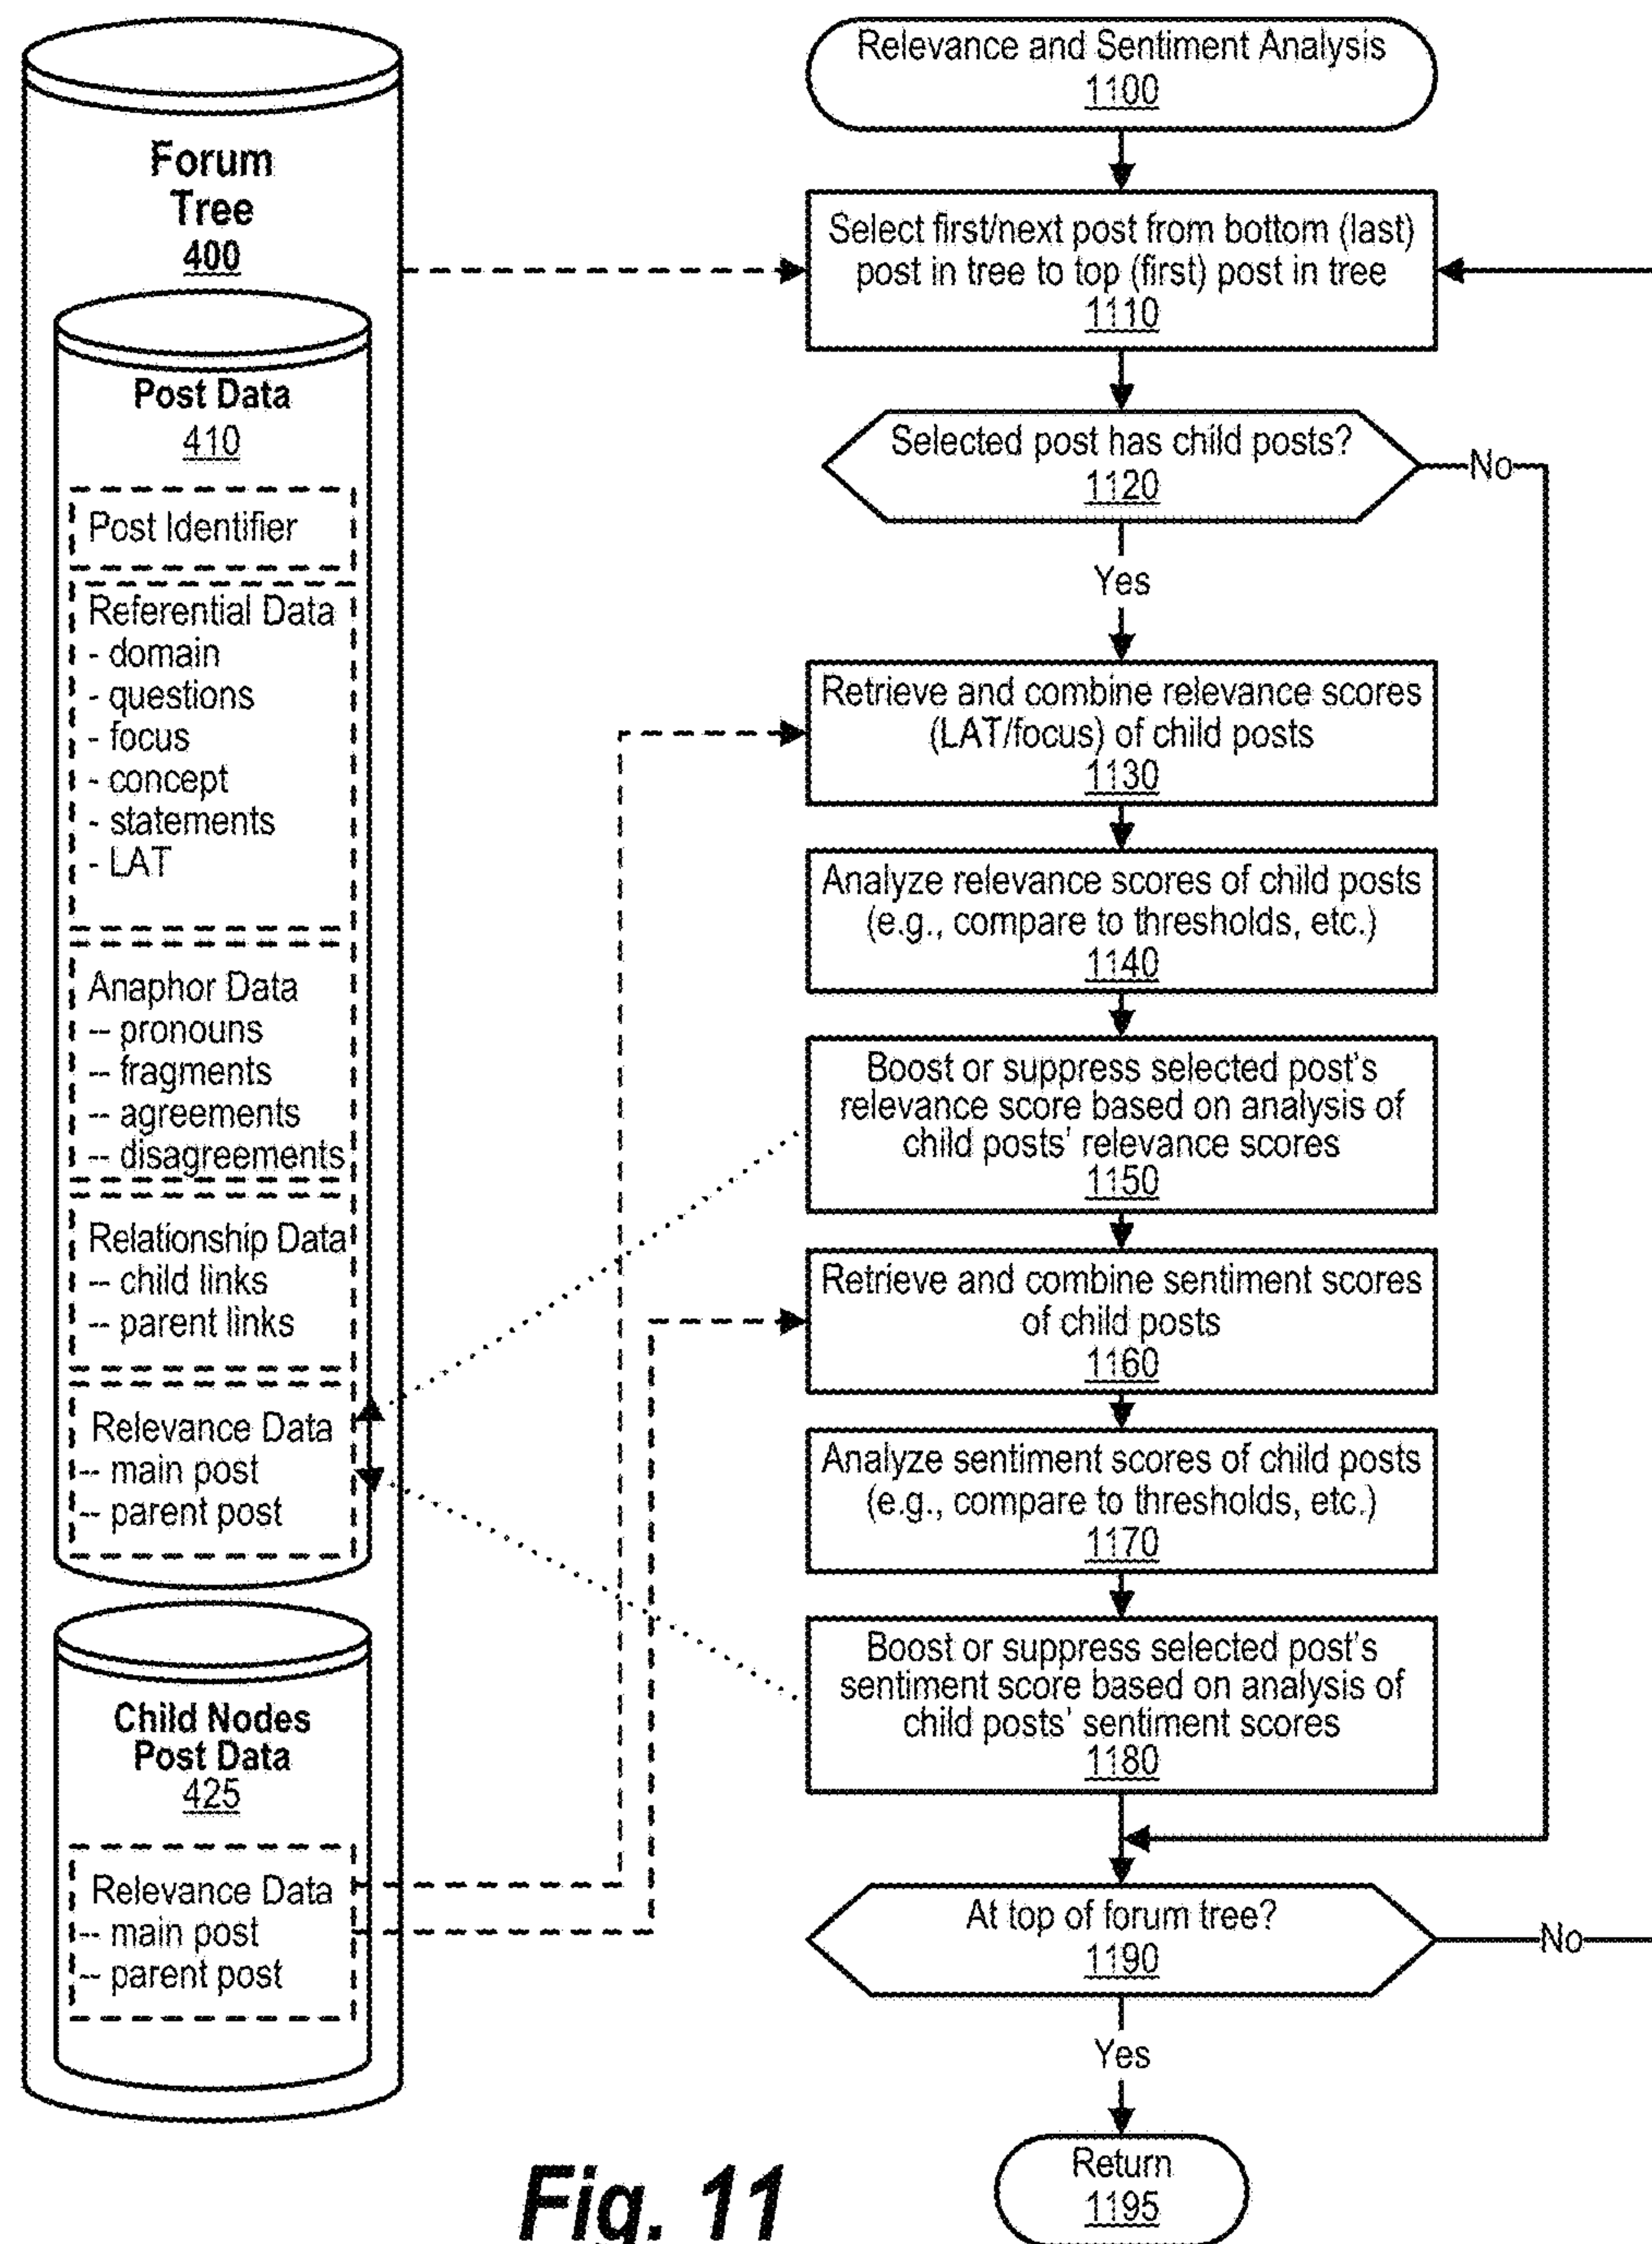 Forum
Tree
400
Post Data
410
Post Identifier
Referential Data
- domain
- questions
- focus
- concept
- statements
- LAT
Anaphor Data
-- pronouns
-- fragments
-- agreements
-- disagreements
Relationship Data
-- child links
-- parent links
Relevance Data
-- main post
-- parent post
Child Nodes
Post Data
425
Relevance Data
-- main post
-- parent post
Relevance and Sentiment Analysis
1100
Select first/next post from bottom (last)
post in tree to top (first) post in tree
1110
Selected post has child posts?
1120
No
Yes
Retrieve and combine relevance scores
(LAT/focus) of child posts
1130
Analyze relevance scores of child posts
(e.g., compare to thresholds, etc.)
1140
Boost or suppress selected post's
relevance score based on analysis of
child posts' relevance scores
1150
Retrieve and combine sentiment scores
of child posts
1160
Analyze sentiment scores of child posts
(e.g., compare to thresholds, etc.)
1170
Boost or suppress selected post's
sentiment score based on analysis of
child posts' sentiment scores
1180
At top of forum tree?
1190
No
Yes
Return
1195
Fig. 11